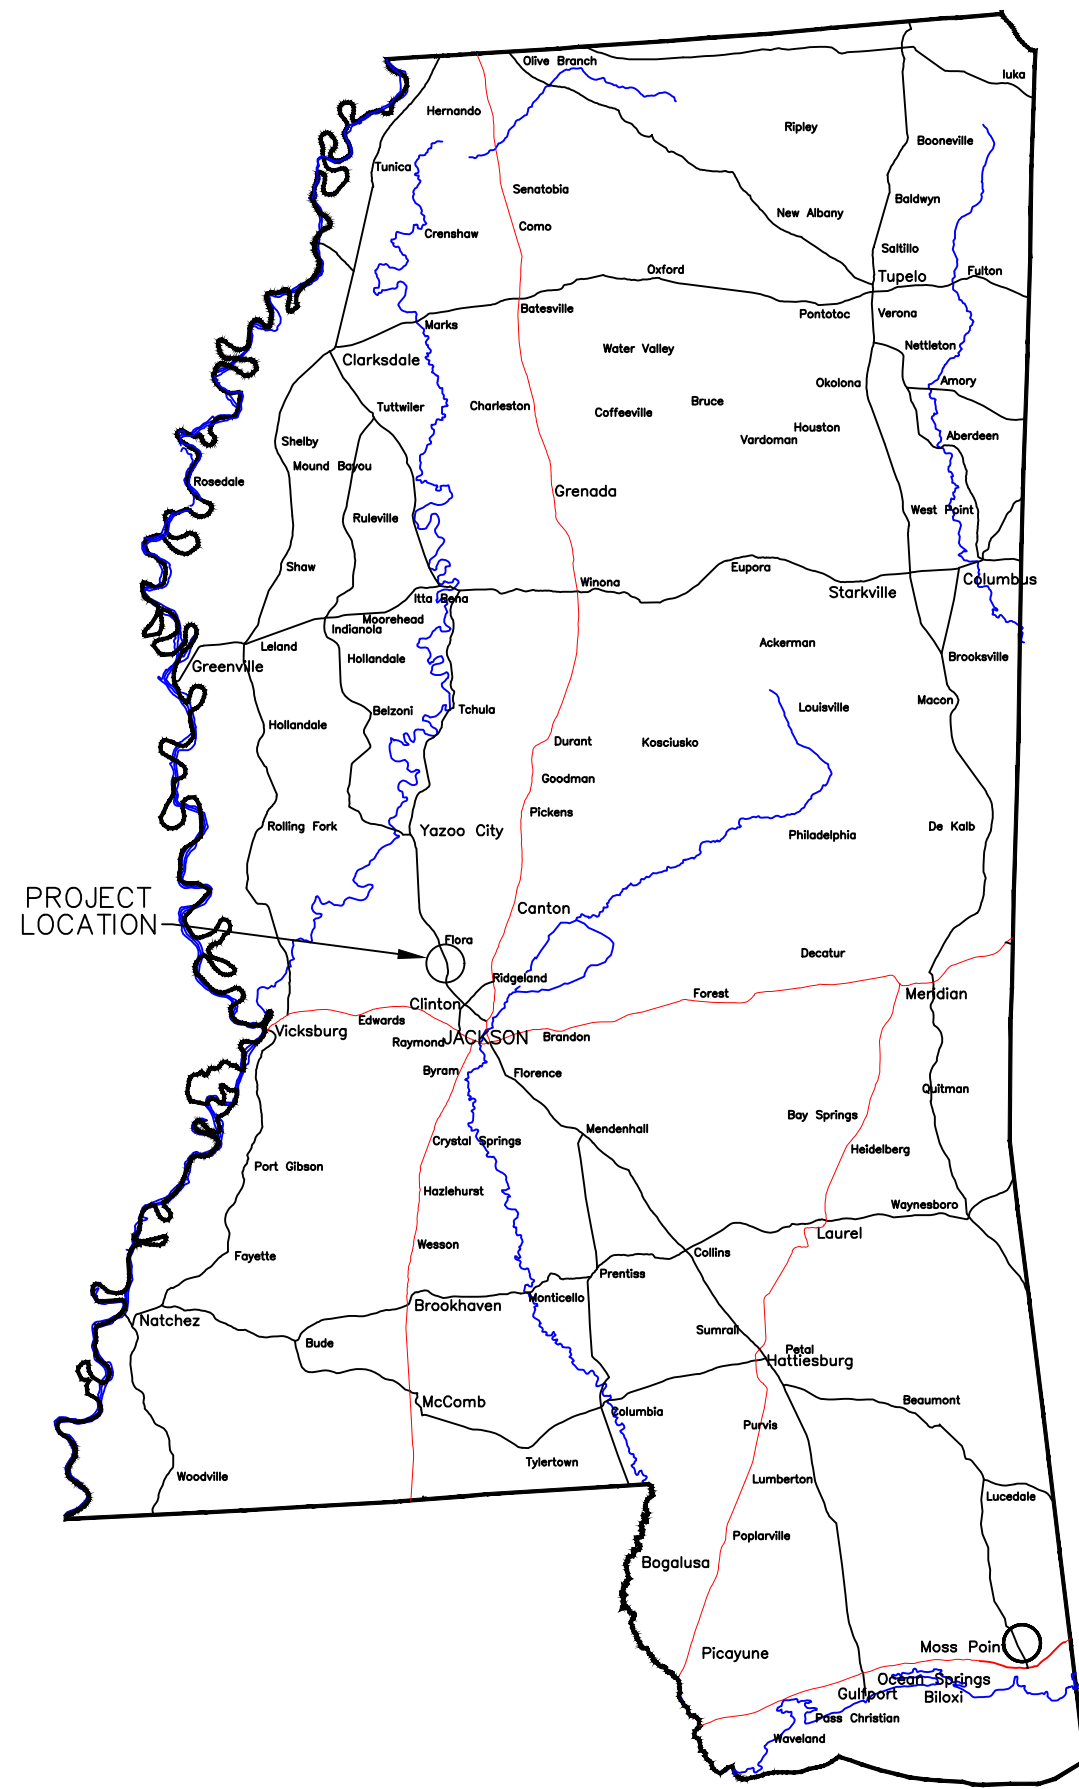 Olive Branch
Iuka
Hernando
Ripley
Booneville
Tunica
Senatobia
Baldwyn
New Albany
Como
Crenshaw
Saltillo
Oxford
Tupelo
Fulton
Batesville
Pontotoc
Verona
Marks
Nettleton
Water Valley
Clarksdale
Okolona
Amory
Tuttwiler
Charleston
Coffeeville
Bruce
Houston
Vardoman
Aberdeen
Shelby
Mound Bayou
Rosedale
Grenada
Ruleville
West Point
Shaw
Eupora
Winona
Columbus
Starkville
Itta Bena
Moorehead
Indianola
Leland
Ackerman
Hollandale
Greenville
Brooksville
Macon
Belzoni
Tchula
Louisville
Hollandale
Durant
Kosciusko
Goodman
Pickens
Rolling Fork
Yazoo City
Philadelphia
De Kalb
PROJECT
LOCATION
Canton
Flora
Decatur
Ridgeland
Forest
Meridian
Clinton
Edwards
Vicksburg
Raymond
JACKSON
Brandon
Byram
Florence
Quitman
Bay Springs
Mendenhall
Crystal Springs
Heidelberg
Port Gibson
Hazlehurst
Waynesboro
Laurel
Wesson
Fayette
Collins
Prentiss
Monticello
Brookhaven
Natchez
Sumrall
Bude
Petal
Hattiesburg
McComb
Beaumont
Columbia
Purvis
Tylertown
Woodville
Lumberton
Lucedale
Poplarville
Bogalusa
Moss Point
Picayune
Ocean Springs
Gulfport
Biloxi
Pass Christian
Waveland